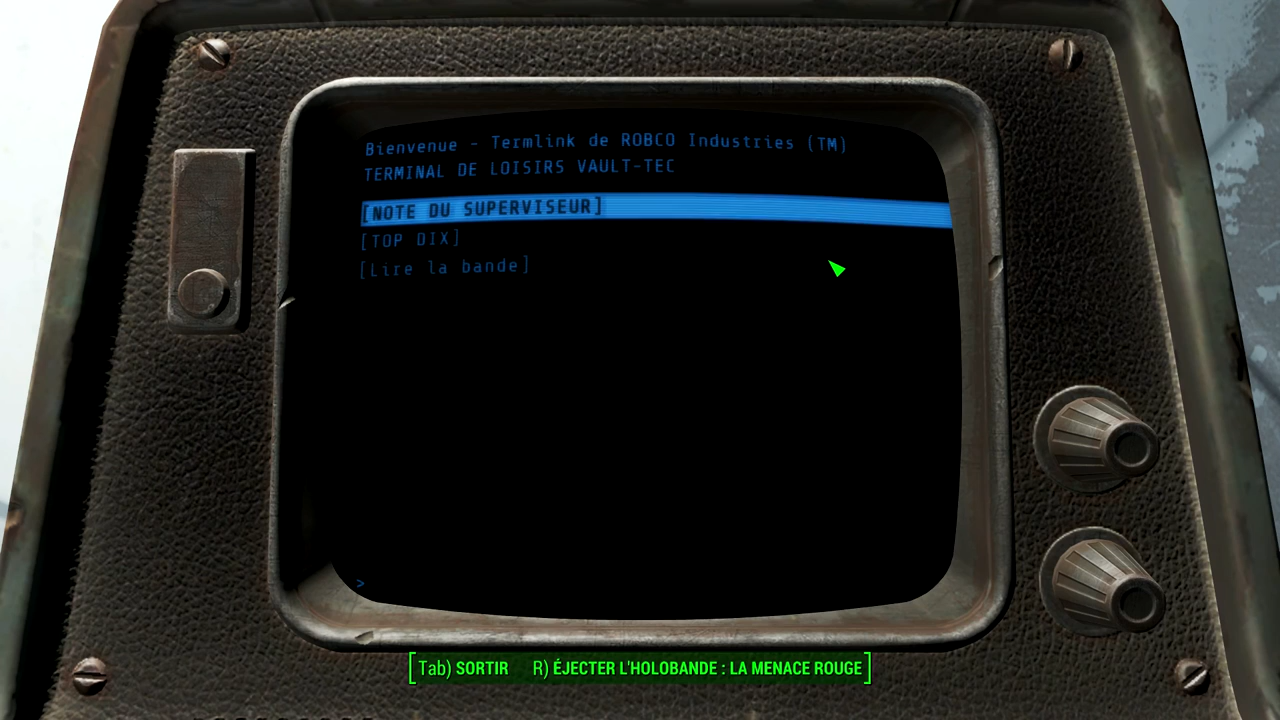 Bienvenue - Termlink de ROBCO Industries (TM)
TERMINAL DE LOISIRS VAULT-TEC
[NOTE DU SUPERVISEUR]
[TOP DIX]
[Lire la bande]
>
Tab) SORTIR R) ÉJECTER L'HOLOBANDE : LA MENACE ROUGE